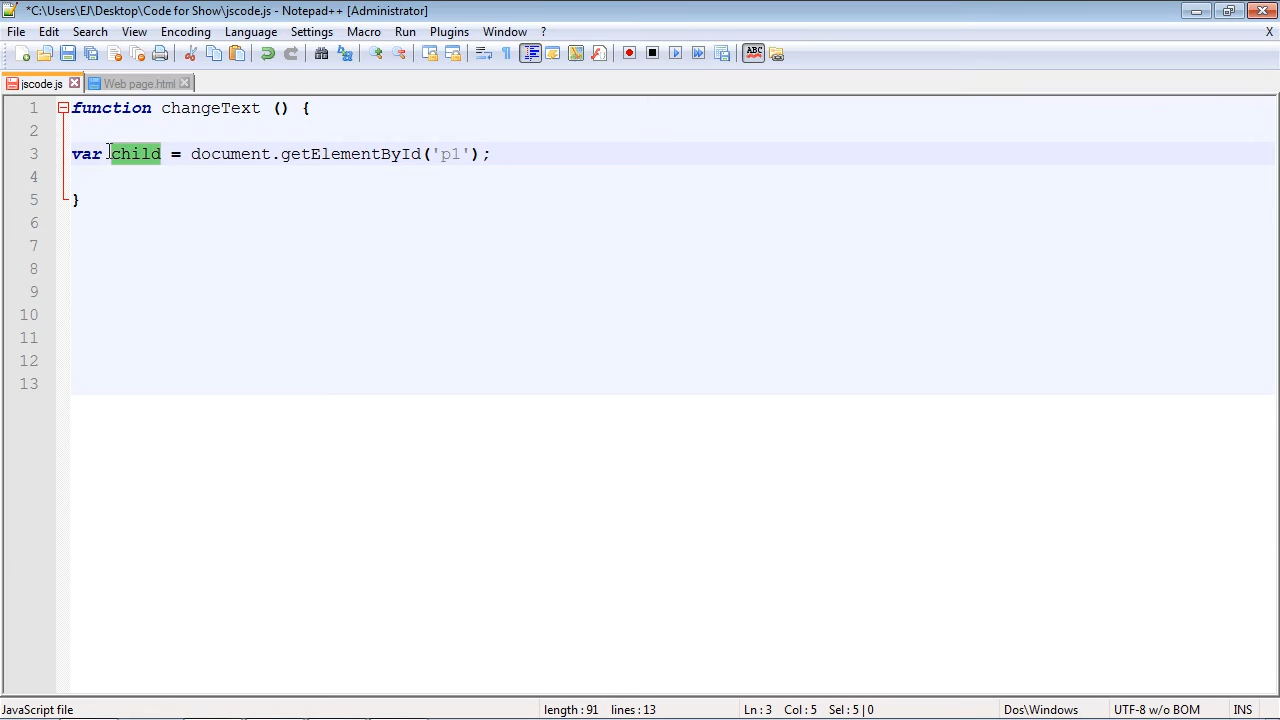 *C:\Users\EJ\Desktop\Code for Show\jscode.js - Notepad++ [Administrator]
File Edit Search View Encoding Language Settings Macro Run Plugins Window ? X
ABC
jscode.js Web page.html
1 function changeText () {
2
3 var child = document.getElementById('p1');
4
5 }
6
7
8
9
10
11
12
13
JavaScript file length : 91 lines : 13 Ln : 3 Col : 5 Sel : 5 | 0 Dos\Windows UTF-8 w/o BOM INS